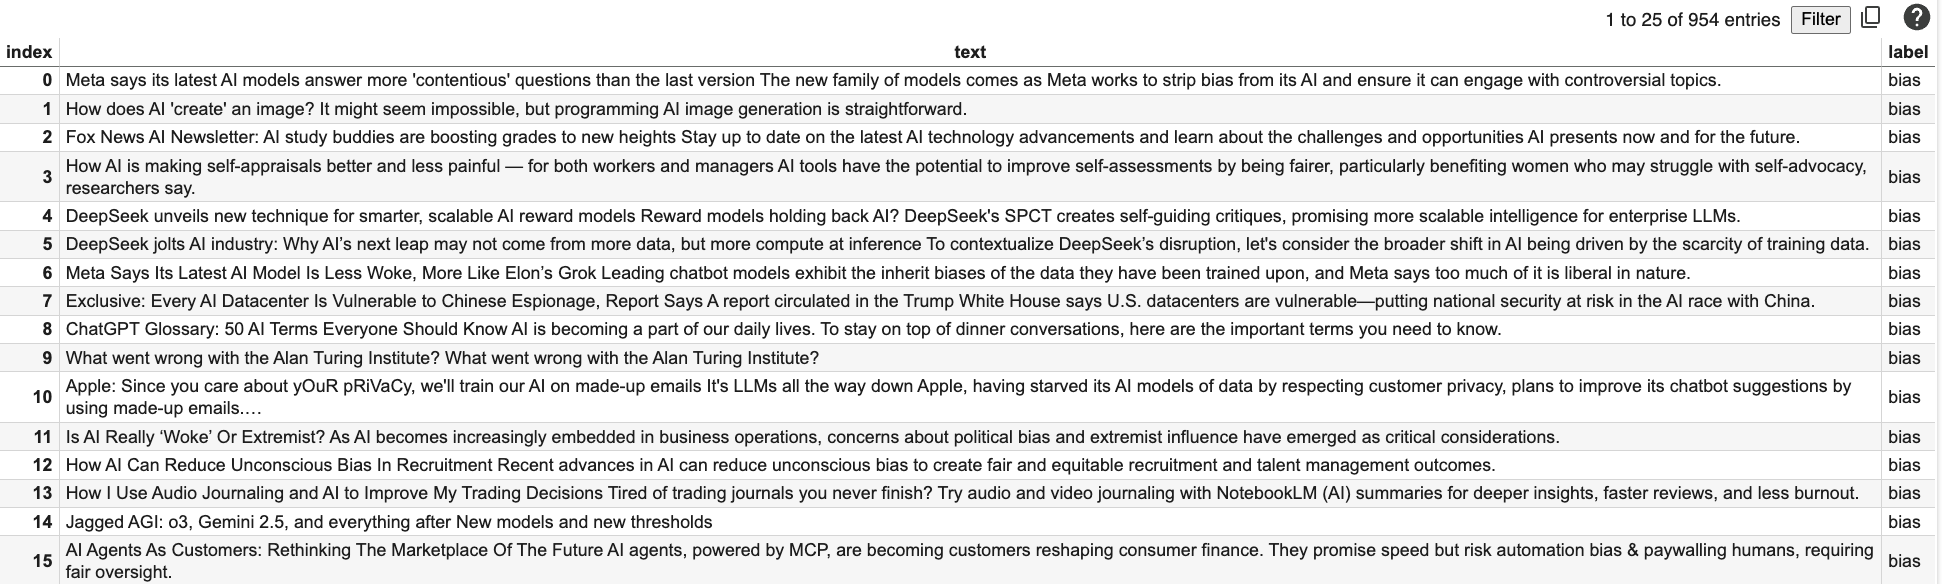 1 to 25 of 954 entries Filter
index text label
0 Meta says its latest AI models answer more 'contentious' questions than the last version The new family of models comes as Meta works to strip bias from its AI and ensure it can engage with controversial topics. bias
1 How does AI 'create' an image? It might seem impossible, but programming AI image generation is straightforward. bias
2 Fox News AI Newsletter: AI study buddies are boosting grades to new heights Stay up to date on the latest AI technology advancements and learn about the challenges and opportunities AI presents now and for the future. bias
3 How AI is making self-appraisals better and less painful — for both workers and managers AI tools have the potential to improve self-assessments by being fairer, particularly benefiting women who may struggle with self-advocacy,
researchers say. bias
4 DeepSeek unveils new technique for smarter, scalable AI reward models Reward models holding back AI? DeepSeek's SPCT creates self-guiding critiques, promising more scalable intelligence for enterprise LLMs. bias
5 DeepSeek jolts AI industry: Why AI’s next leap may not come from more data, but more compute at inference To contextualize DeepSeek’s disruption, let's consider the broader shift in AI being driven by the scarcity of training data. bias
6 Meta Says Its Latest AI Model Is Less Woke, More Like Elon’s Grok Leading chatbot models exhibit the inherit biases of the data they have been trained upon, and Meta says too much of it is liberal in nature. bias
7 Exclusive: Every AI Datacenter Is Vulnerable to Chinese Espionage, Report Says A report circulated in the Trump White House says U.S. datacenters are vulnerable—putting national security at risk in the AI race with China. bias
8 ChatGPT Glossary: 50 AI Terms Everyone Should Know AI is becoming a part of our daily lives. To stay on top of dinner conversations, here are the important terms you need to know. bias
9 What went wrong with the Alan Turing Institute? What went wrong with the Alan Turing Institute? bias
10 Apple: Since you care about yOuR pRiVaCy, we'll train our AI on made-up emails It's LLMs all the way down Apple, having starved its AI models of data by respecting customer privacy, plans to improve its chatbot suggestions by
using made-up emails.… bias
11 Is AI Really ‘Woke’ Or Extremist? As AI becomes increasingly embedded in business operations, concerns about political bias and extremist influence have emerged as critical considerations. bias
12 How AI Can Reduce Unconscious Bias In Recruitment Recent advances in AI can reduce unconscious bias to create fair and equitable recruitment and talent management outcomes. bias
13 How I Use Audio Journaling and AI to Improve My Trading Decisions Tired of trading journals you never finish? Try audio and video journaling with NotebookLM (AI) summaries for deeper insights, faster reviews, and less burnout. bias
14 Jagged AGI: o3, Gemini 2.5, and everything after New models and new thresholds bias
15 AI Agents As Customers: Rethinking The Marketplace Of The Future AI agents, powered by MCP, are becoming customers reshaping consumer finance. They promise speed but risk automation bias & paywalling humans, requiring
fair oversight. bias